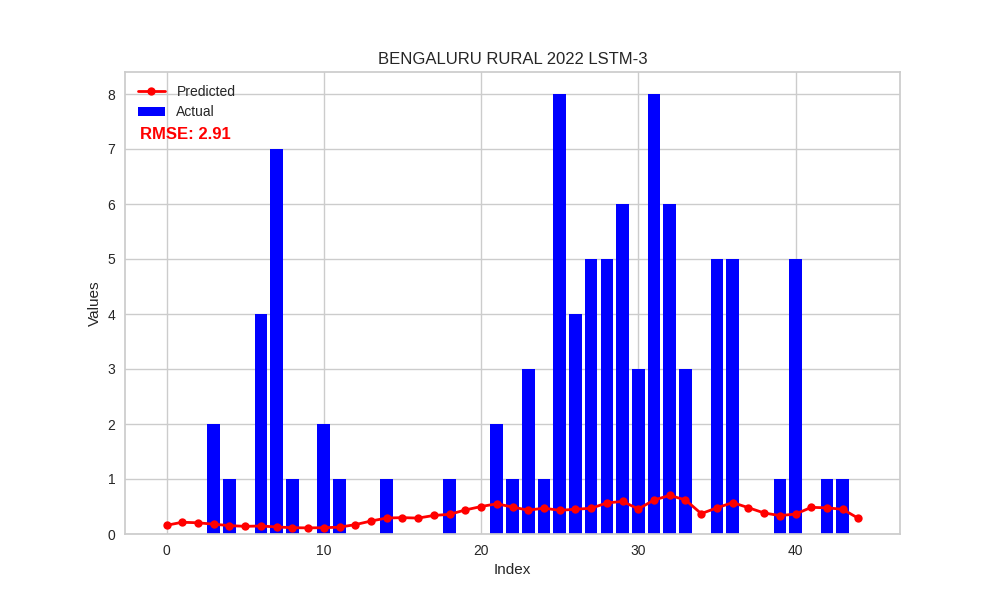 BENGALURU RURAL 2022 LSTM-3
Predicted
Actual
RMSE: 2.91
8
7
6
5
4
3
2
1
0
Values
0 10 20 30 40
Index